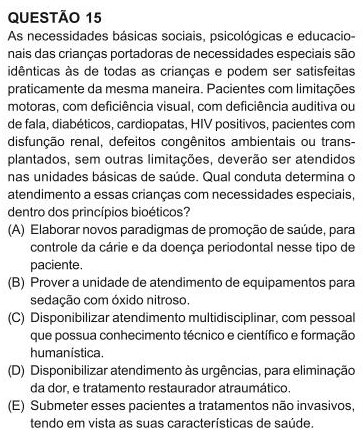 QUESTÃO 15
As necessidades básicas sociais, psicológicas e educacio-
nais das crianças portadoras de necessidades especiais são
idênticas às de todas as crianças e podem ser satisfeitas
praticamente da mesma maneira. Pacientes com limitações
motoras, com deficiência visual, com deficiência auditiva ou
de fala, diabéticos, cardiopatas, HIV positivos, pacientes com
disfunção renal, defeitos congênitos ambientais ou trans-
plantados, sem outras limitações, deverão ser atendidos
nas unidades básicas de saúde. Qual conduta determina o
atendimento a essas crianças com necessidades especiais,
dentro dos princípios bioéticos?
(A) Elaborar novos paradigmas de promoção de saúde, para
controle da cárie e da doença periodontal nesse tipo de
paciente.
(B) Prover a unidade de atendimento de equipamentos para
sedação com óxido nitroso.
(C) Disponibilizar atendimento multidisciplinar, com pessoal
que possua conhecimento técnico e científico e formação
humanística.
(D) Disponibilizar atendimento às urgências, para eliminação
da dor, e tratamento restaurador atraumático.
(E) Submeter esses pacientes a tratamentos não invasivos,
tendo em vista as suas características de saúde.